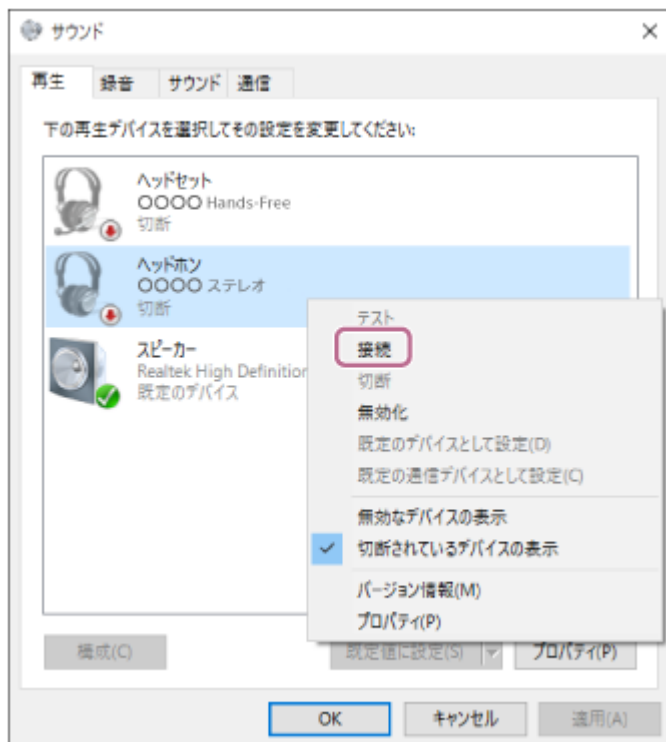 サウンド
再生 録音 サウンド 通信
下の再生デバイスを選択してその設定を変更してください:
ヘッドセット
〇〇〇〇 Hands-Free
切断
ヘッドホン
〇〇〇〇 ステレオ
切断
スピーカー
Realtek High Definition
既定のデバイス
テスト
接続
切断
無効化
既定のデバイスとして設定(D)
既定の通信デバイスとして設定(C)
無効なデバイスの表示
切断されているデバイスの表示
バージョン情報(M)
プロパティ(P)
構成(C) 既定値に設定(S) プロパティ(P)
OK キャンセル 適用(A)